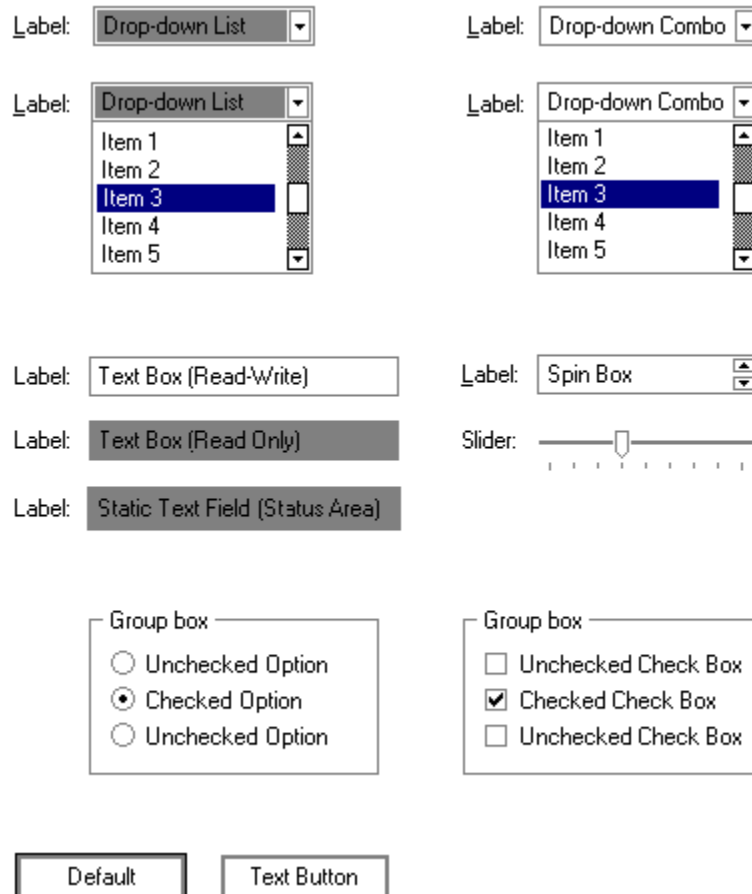 Label: Drop-down List
Label: Drop-down Combo
Label: Drop-down List
Item 1
Item 2
Item 3
Item 4
Item 5
Label: Drop-down Combo
Item 1
Item 2
Item 3
Item 4
Item 5
Label: Text Box (Read-Write)
Label: Spin Box
Label: Text Box (Read Only)
Slider:
Label: Static Text Field (Status Area)
Group box
Unchecked Option
Checked Option
Unchecked Option
Group box
Unchecked Check Box
Checked Check Box
Unchecked Check Box
Default
Text Button